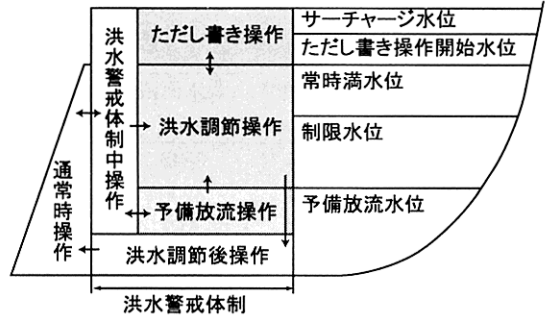 サーチャージ水位
ただし書き操作
ただし書き操作開始水位
洪水警戒体制中操作
常時満水位
洪水調節操作
制限水位
通常時操作
予備放流操作
予備放流水位
洪水調節後操作
洪水警戒体制